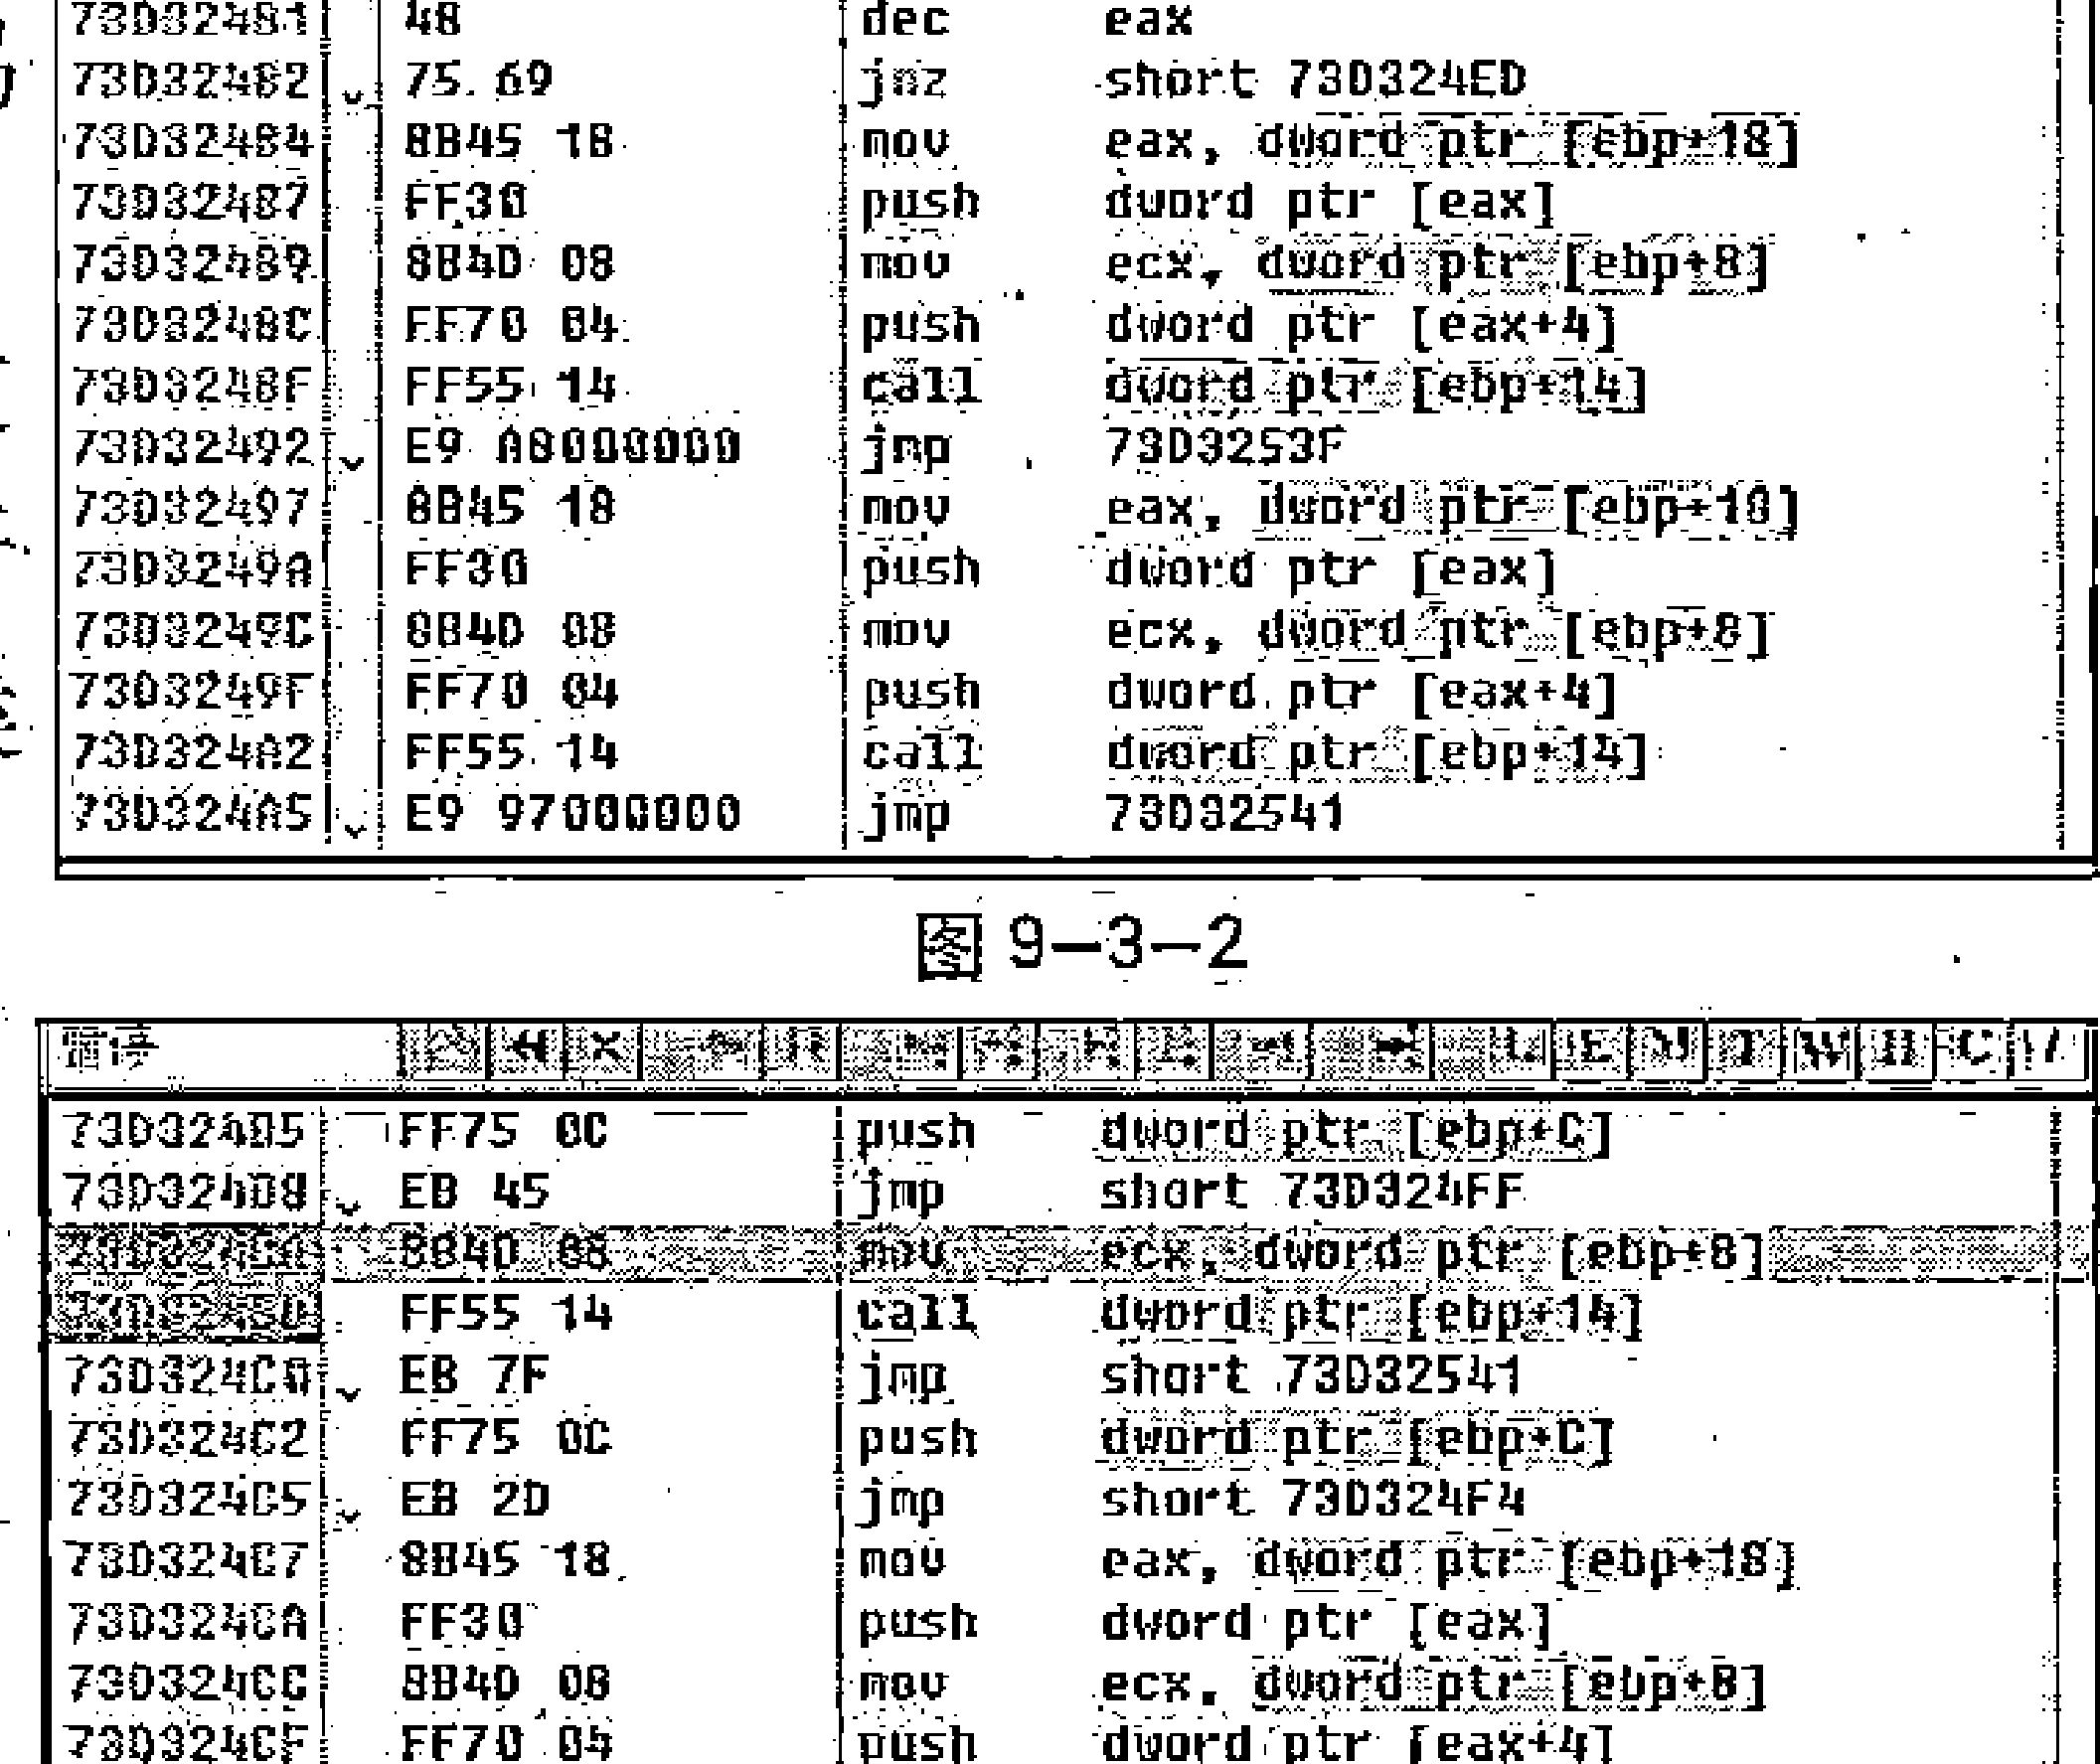 73D32481 48 dec eax
73D32482 75 69 jnz short 73D324ED
73D32484 8B45 18 mov eax, dword ptr [ebp+18]
73D32487 FF30 push dword ptr [eax]
73D32489 8B4D 08 mov ecx, dword ptr [ebp+8]
73D3248C FF70 04 push dword ptr [eax+4]
73D3248F FF55 14 call dword ptr [ebp+14]
73D32492 E9 A8000000 jmp 73D3253F
73D32497 8B45 18 mov eax, dword ptr [ebp+18]
73D3249A FF30 push dword ptr [eax]
73D3249C 8B4D 08 mov ecx, dword ptr [ebp+8]
73D3249F FF70 04 push dword ptr [eax+4]
73D324A2 FF55 14 call dword ptr [ebp+14]
73D324A5 E9 97000000 jmp 73D32541
图 9-3-2
暂停 L E M T W H C /
73D324B5 FF75 0C push dword ptr [ebp+C]
73D324B8 EB 45 jmp short 73D324FF
73D324BA 8B4D 08 mov ecx, dword ptr [ebp+8]
73D324BD FF55 14 call dword ptr [ebp+14]
73D324C0 EB 7F jmp short 73D32541
73D324C2 FF75 0C push dword ptr [ebp+C]
73D324C5 EB 2D jmp short 73D324F4
73D324C7 8B45 18 mov eax, dword ptr [ebp+18]
73D324CA FF30 push dword ptr [eax]
73D324CC 8B4D 08 mov ecx, dword ptr [ebp+8]
73D324CF FF70 04 push dword ptr [eax+4]